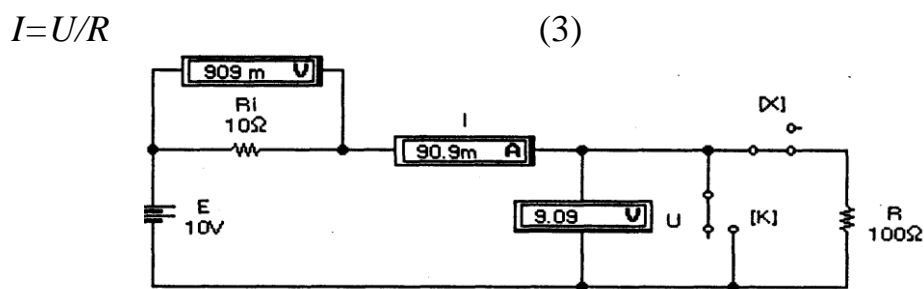 I=U/R (3)
909 m V
Ri
10Ω
I
[X]
90.9m A
E
10V
9.09 V
U
[K]
R
100Ω